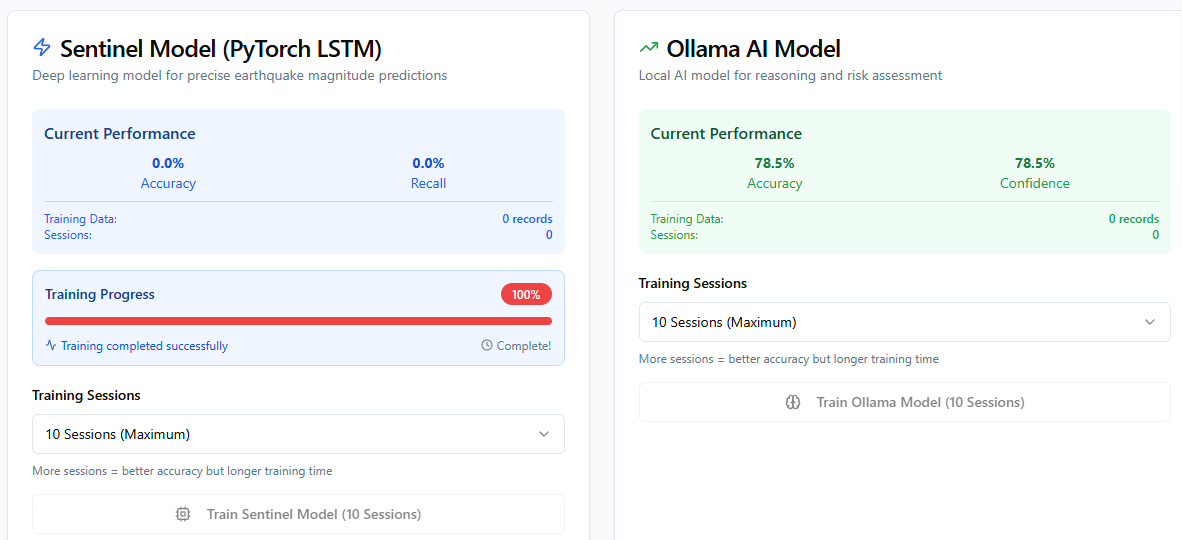 Sentinel Model (PyTorch LSTM)
Deep learning model for precise earthquake magnitude predictions
Current Performance
0.0%
Accuracy
0.0%
Recall
Training Data:
0 records
Sessions:
0
Training Progress
100%
Training completed successfully
Complete!
Training Sessions
10 Sessions (Maximum)
More sessions = better accuracy but longer training time
Train Sentinel Model (10 Sessions)
Ollama AI Model
Local AI model for reasoning and risk assessment
Current Performance
78.5%
Accuracy
78.5%
Confidence
Training Data:
0 records
Sessions:
0
Training Sessions
10 Sessions (Maximum)
More sessions = better accuracy but longer training time
Train Ollama Model (10 Sessions)